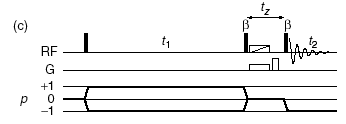 (c)
β t_z β
RF t_1 t_2
G
+1
p 0
−1